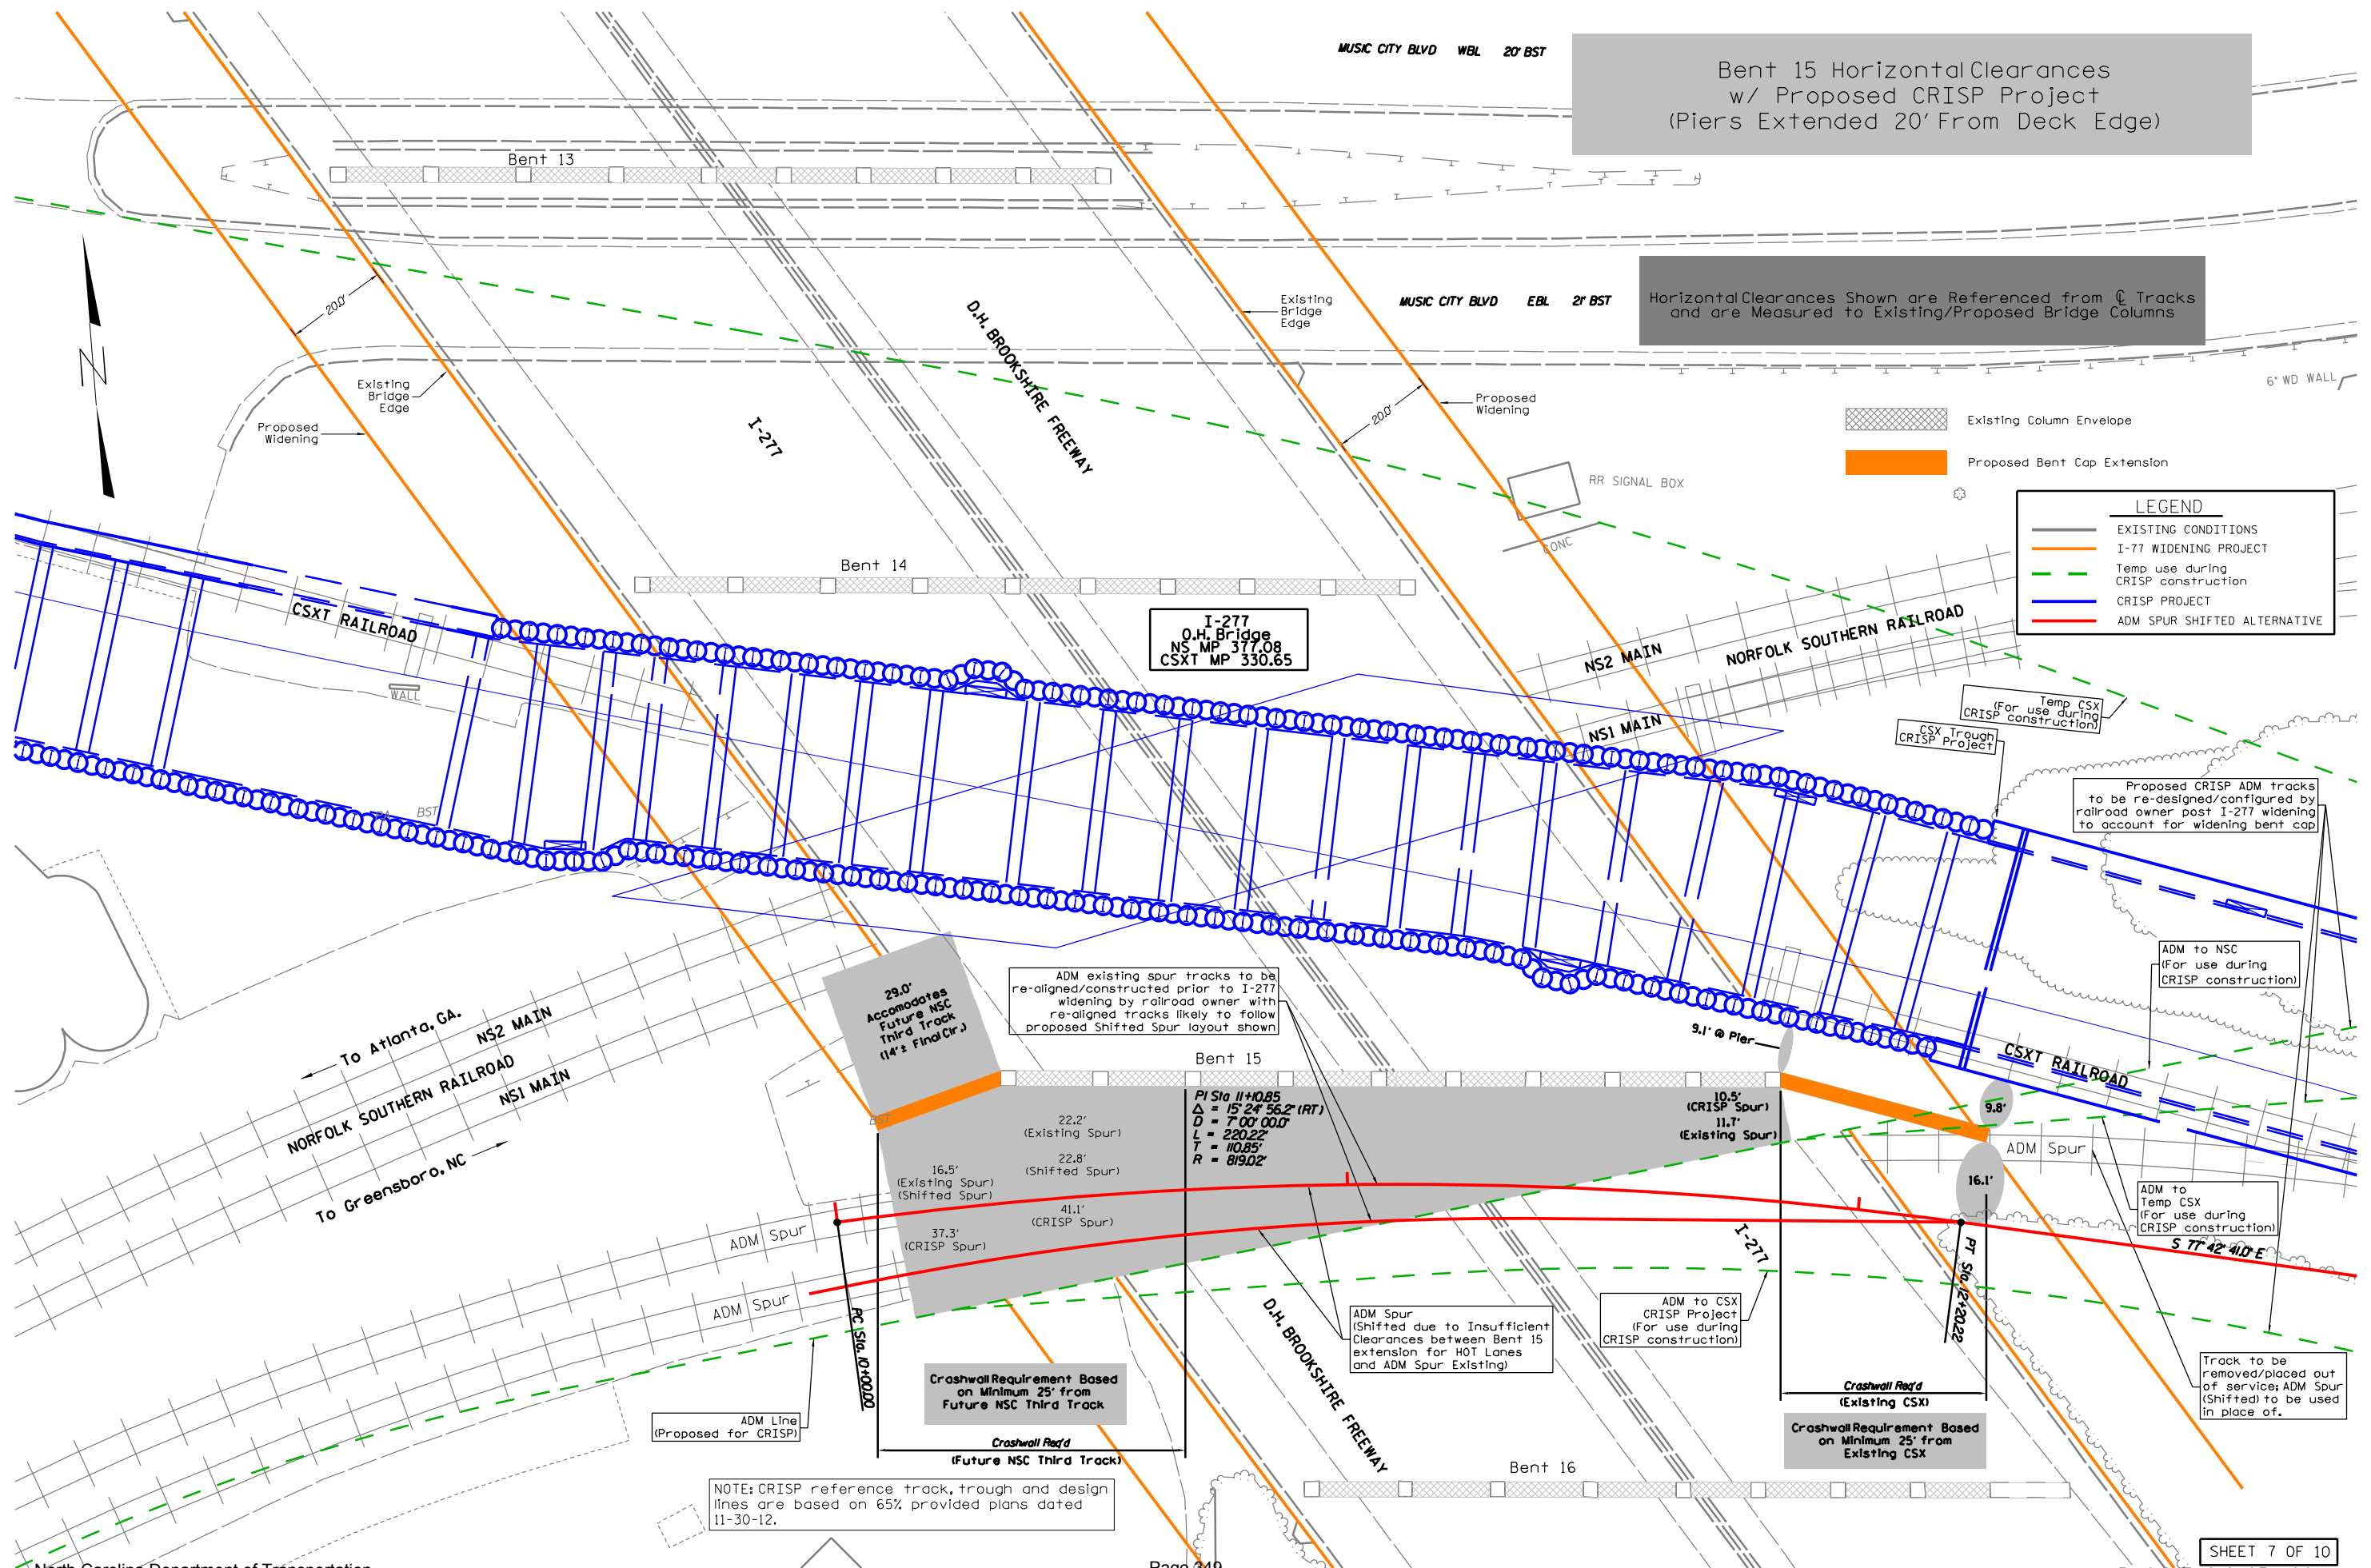 MUSIC CITY BLVD WBL 20' BST
Bent 15 Horizontal Clearances
w/ Proposed CRISP Project
(Piers Extended 20' From Deck Edge)
Bent 13
20.0'
N
Existing
Bridge
Edge
Proposed
Widening
I-277
D.H. BROOKSHIRE FREEWAY
Existing
Bridge
Edge
MUSIC CITY BLVD EBL 21' BST
Horizontal Clearances Shown are Referenced from ℄ Tracks
and are Measured to Existing/Proposed Bridge Columns
20.0'
Proposed
Widening
6" WD WALL
Existing Column Envelope
Proposed Bent Cap Extension
RR SIGNAL BOX
CONC
LEGEND
EXISTING CONDITIONS
I-77 WIDENING PROJECT
Temp use during
CRISP construction
CRISP PROJECT
ADM SPUR SHIFTED ALTERNATIVE
Bent 14
I-277
O.H. Bridge
NS MP 377.08
CSXT MP 330.65
CSXT RAILROAD
WALL
BST
NS2 MAIN
NORFOLK SOUTHERN RAILROAD
NS1 MAIN
Temp CSX
(For use during
CRISP construction)
CSX Trough
CRISP Project
Proposed CRISP ADM tracks
to be re-designed/configured by
railroad owner post I-277 widening
to account for widening bent cap
ADM to NSC
(For use during
CRISP construction)
29.0'
Accomodates
Future NSC
Third Track
(14'± Final Clr.)
ADM existing spur tracks to be
re-aligned/constructed prior to I-277
widening by railroad owner with
re-aligned tracks likely to follow
proposed Shifted Spur layout shown
9.1' @ Pier
Bent 15
CSXT RAILROAD
To Atlanta, GA.
NS2 MAIN
NORFOLK SOUTHERN RAILROAD
NS1 MAIN
To Greensboro, NC
BST
22.2'
(Existing Spur)
22.8'
(Shifted Spur)
16.5'
(Existing Spur)
(Shifted Spur)
41.1'
(CRISP Spur)
37.3'
(CRISP Spur)
PI Sta 11+10.85
Δ = 15° 24' 56.2" (RT)
D = 7° 00' 00.0"
L = 220.22'
T = 110.85'
R = 819.02'
10.5'
(CRISP Spur)
11.7'
(Existing Spur)
9.8'
16.1'
ADM Spur
ADM to
Temp CSX
(For use during
CRISP construction)
S 77° 42' 41.0" E
ADM Spur
ADM Spur
PC Sta. 10+00.00
PT Sta. 12+20.22
I-277
D.H. BROOKSHIRE FREEWAY
ADM Spur
(Shifted due to Insufficient
Clearances between Bent 15
extension for HOT Lanes
and ADM Spur Existing)
ADM to CSX
CRISP Project
(For use during
CRISP construction)
Track to be
removed/placed out
of service; ADM Spur
(Shifted) to be used
in place of.
ADM Line
(Proposed for CRISP)
Crashwall Requirement Based
on Minimum 25' from
Future NSC Third Track
Crashwall Req'd
(Future NSC Third Track)
Crashwall Req'd
(Existing CSX)
Crashwall Requirement Based
on Minimum 25' from
Existing CSX
NOTE: CRISP reference track, trough and design
lines are based on 65% provided plans dated
11-30-12.
Bent 16
SHEET 7 OF 10
North Carolina Department of Transportation
Page 349